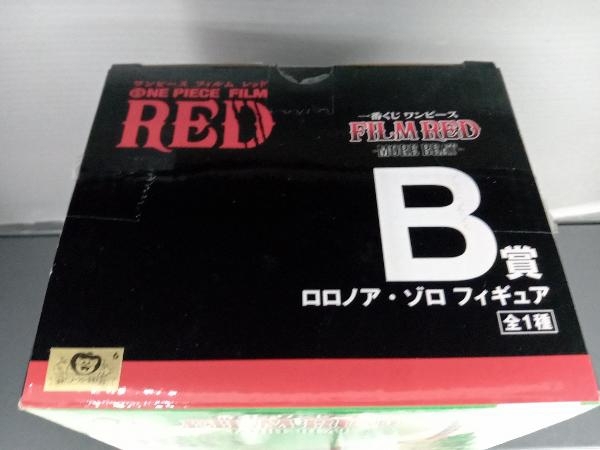 ワンピース フィルム レッド
ONE PIECE FILM
RED
一番くじ ワンピース
FILM RED
-MORE BEAT-
B賞
ロロノア・ゾロ フィギュア
全1種